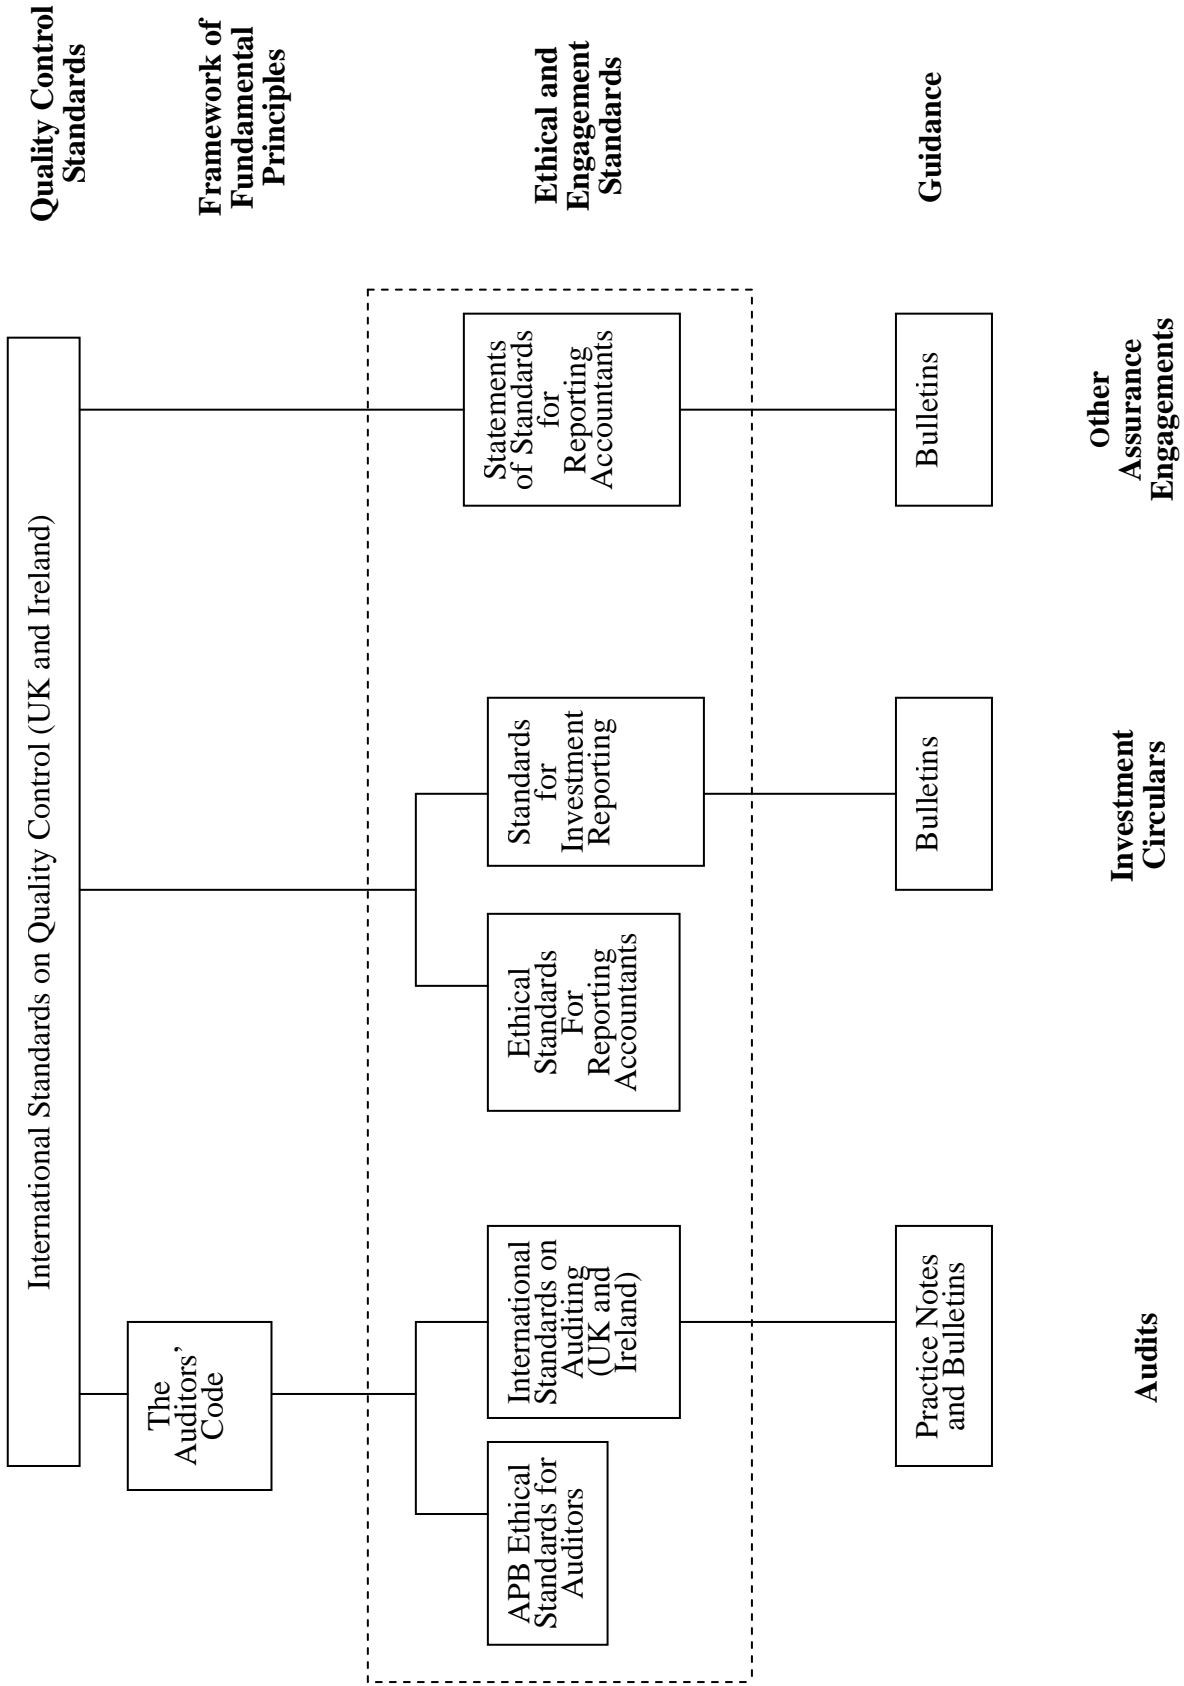 International Standards on Quality Control (UK and Ireland)
Quality Control
Standards
The
Auditors’
Code
Framework of
Fundamental
Principles
APB Ethical
Standards for
Auditors
International
Standards on
Auditing
(UK and
Ireland)
Ethical
Standards
For
Reporting
Accountants
Standards
for
Investment
Reporting
Statements
of Standards
for
Reporting
Accountants
Ethical and
Engagement
Standards
Practice Notes
and Bulletins
Bulletins
Bulletins
Guidance
Audits
Investment
Circulars
Other
Assurance
Engagements